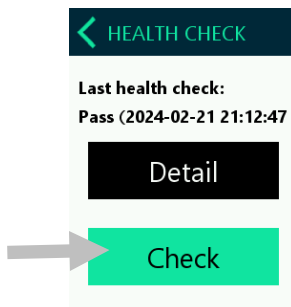 HEALTH CHECK
Last health check:
Pass (2024-02-21 21:12:47
Detail
Check